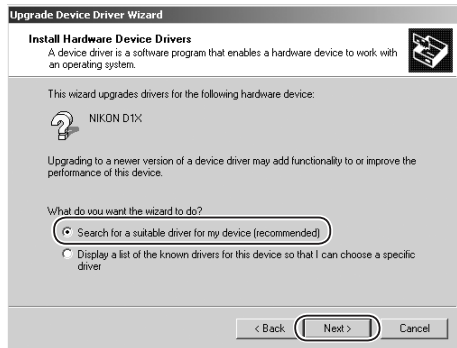 Upgrade Device Driver Wizard
Install Hardware Device Drivers
A device driver is a software program that enables a hardware device to work with
an operating system.
This wizard upgrades drivers for the following hardware device:
NIKON D1X
Upgrading to a newer version of a device driver may add functionality to or improve the
performance of this device.
What do you want the wizard to do?
Search for a suitable driver for my device (recommended)
Display a list of the known drivers for this device so that I can choose a specific
driver
< Back Next > Cancel